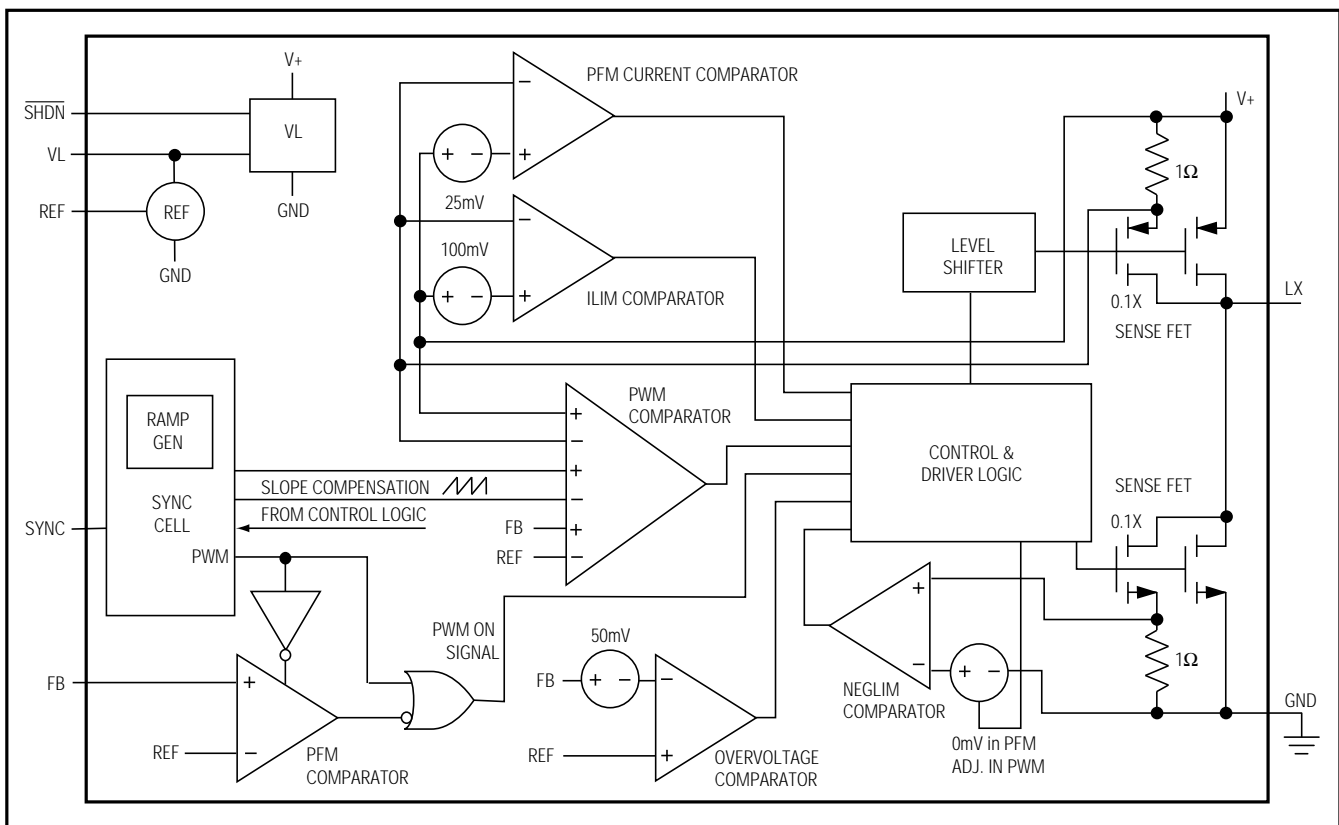 V+
SHDN
VL
VL
REF
REF
GND
GND
PFM CURRENT COMPARATOR
−
+ −
+
25mV
−
100mV
+ −
+
ILIM COMPARATOR
V+
1Ω
LEVEL
SHIFTER
0.1X
SENSE FET
LX
RAMP
GEN
SYNC
CELL
SYNC
PWM
PWM
COMPARATOR
+
−
+
−
+
−
SLOPE COMPENSATION
FROM CONTROL LOGIC
FB
REF
CONTROL &
DRIVER LOGIC
SENSE FET
0.1X
1Ω
GND
FB
+
REF
−
PFM
COMPARATOR
PWM ON
SIGNAL
50mV
FB
+ −
−
REF
+
OVERVOLTAGE
COMPARATOR
+
−
NEGLIM
COMPARATOR
+ −
0mV in PFM
ADJ. IN PWM